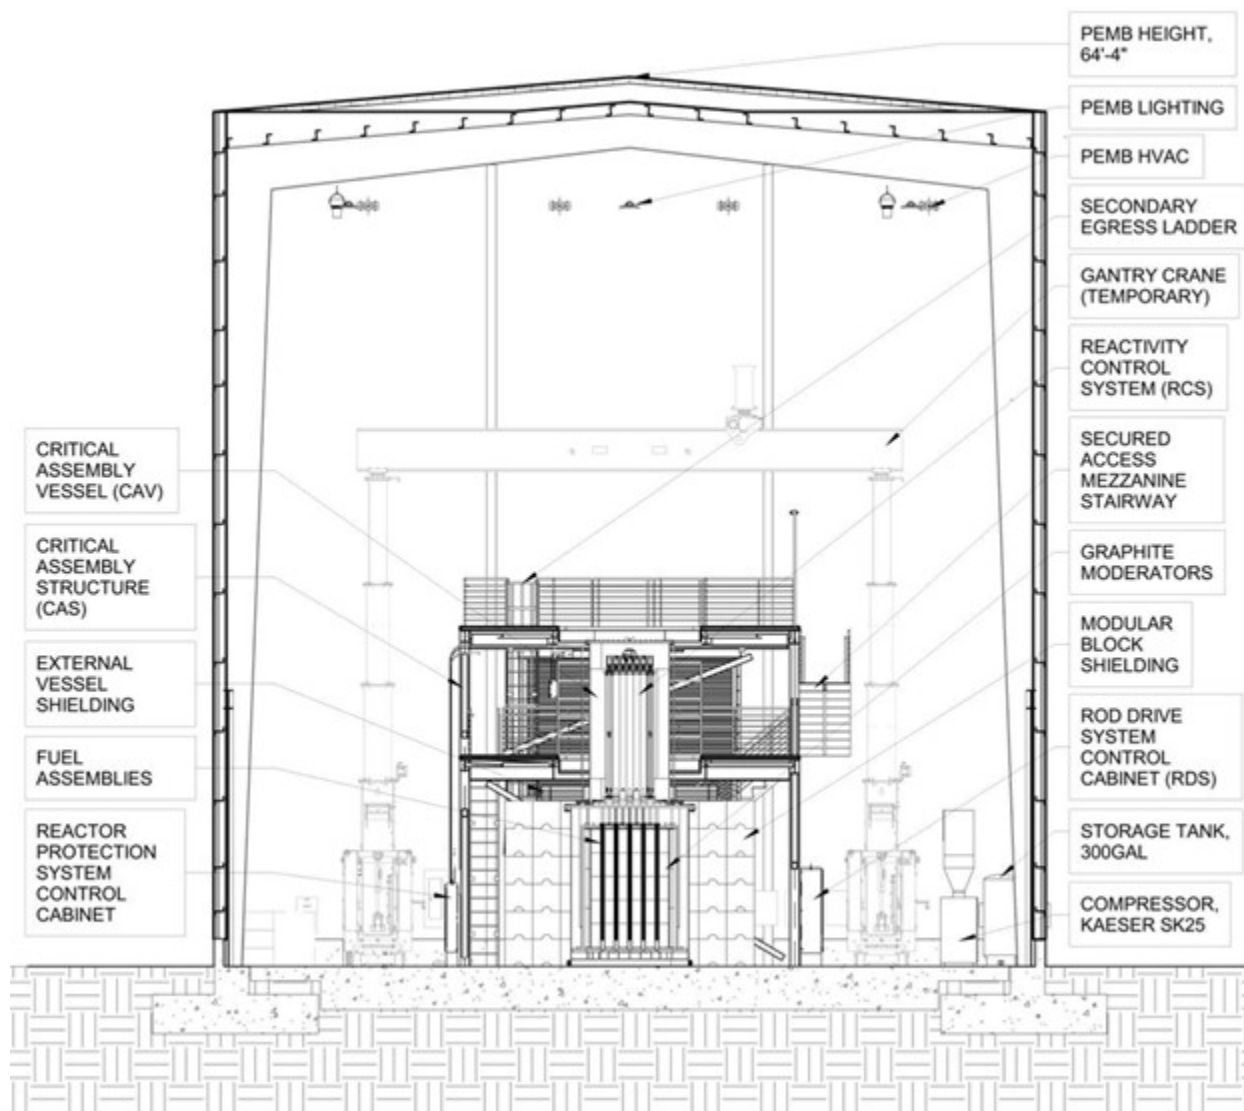 PEMB HEIGHT,
64'-4"
PEMB LIGHTING
PEMB HVAC
SECONDARY
EGRESS LADDER
GANTRY CRANE
(TEMPORARY)
REACTIVITY
CONTROL
SYSTEM (RCS)
SECURED
ACCESS
MEZZANINE
STAIRWAY
GRAPHITE
MODERATORS
MODULAR
BLOCK
SHIELDING
ROD DRIVE
SYSTEM
CONTROL
CABINET (RDS)
STORAGE TANK,
300GAL
COMPRESSOR,
KAESER SK25
CRITICAL
ASSEMBLY
VESSEL (CAV)
CRITICAL
ASSEMBLY
STRUCTURE
(CAS)
EXTERNAL
VESSEL
SHIELDING
FUEL
ASSEMBLIES
REACTOR
PROTECTION
SYSTEM
CONTROL
CABINET